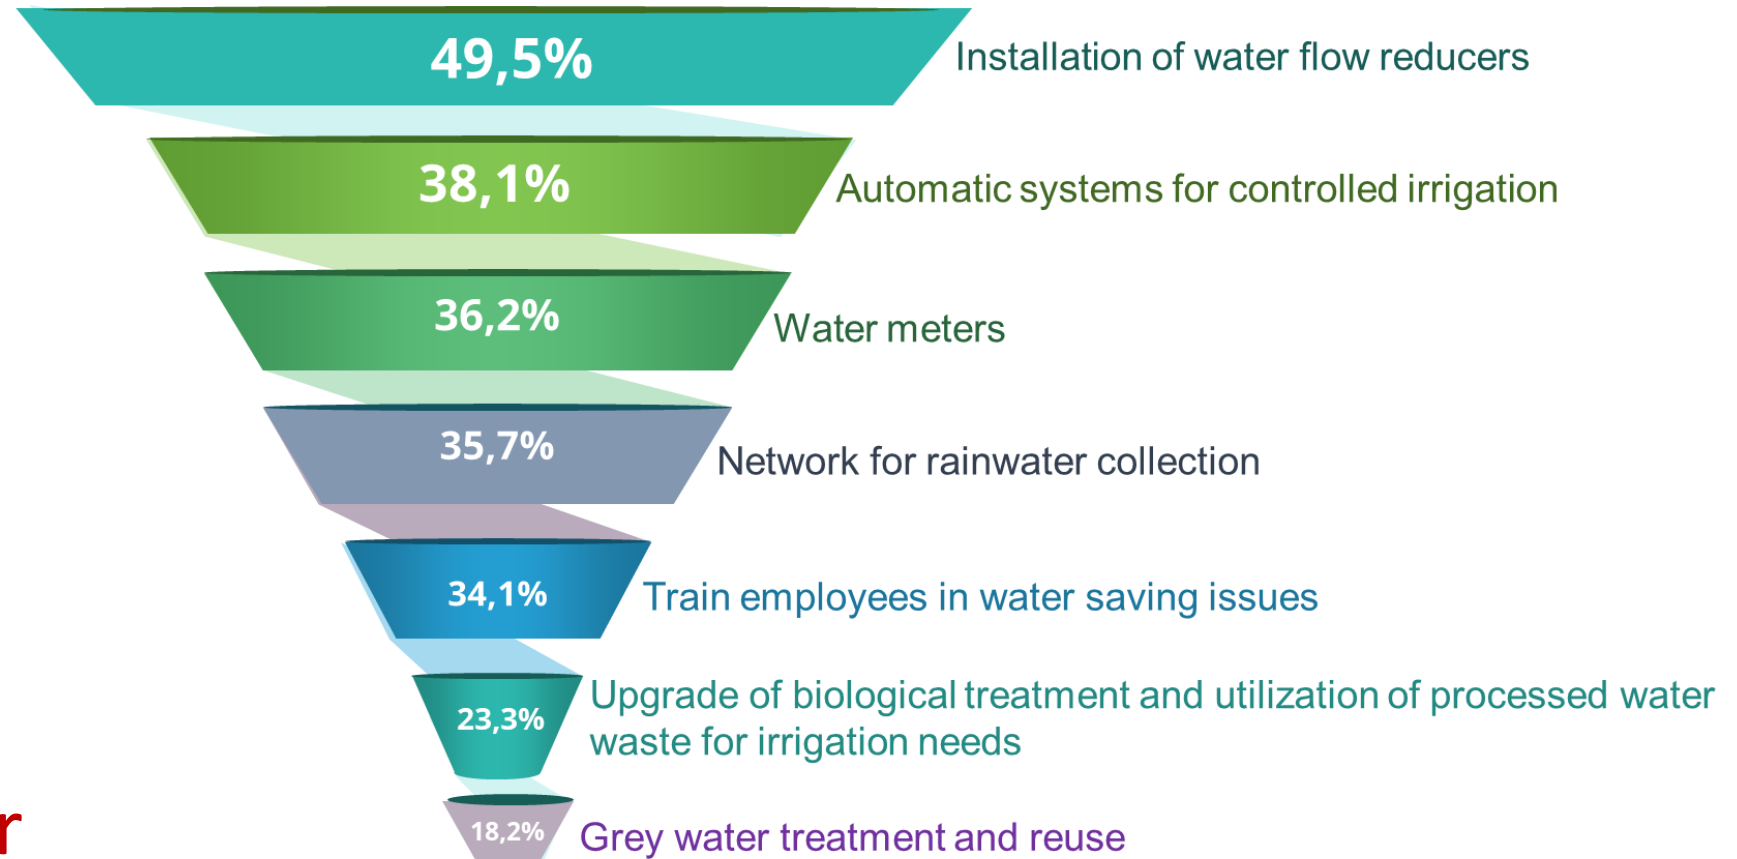 49,5%
Installation of water flow reducers
38,1%
Automatic systems for controlled irrigation
36,2%
Water meters
35,7%
Network for rainwater collection
34,1%
Train employees in water saving issues
23,3%
Upgrade of biological treatment and utilization of processed water
waste for irrigation needs
18,2%
Grey water treatment and reuse
r